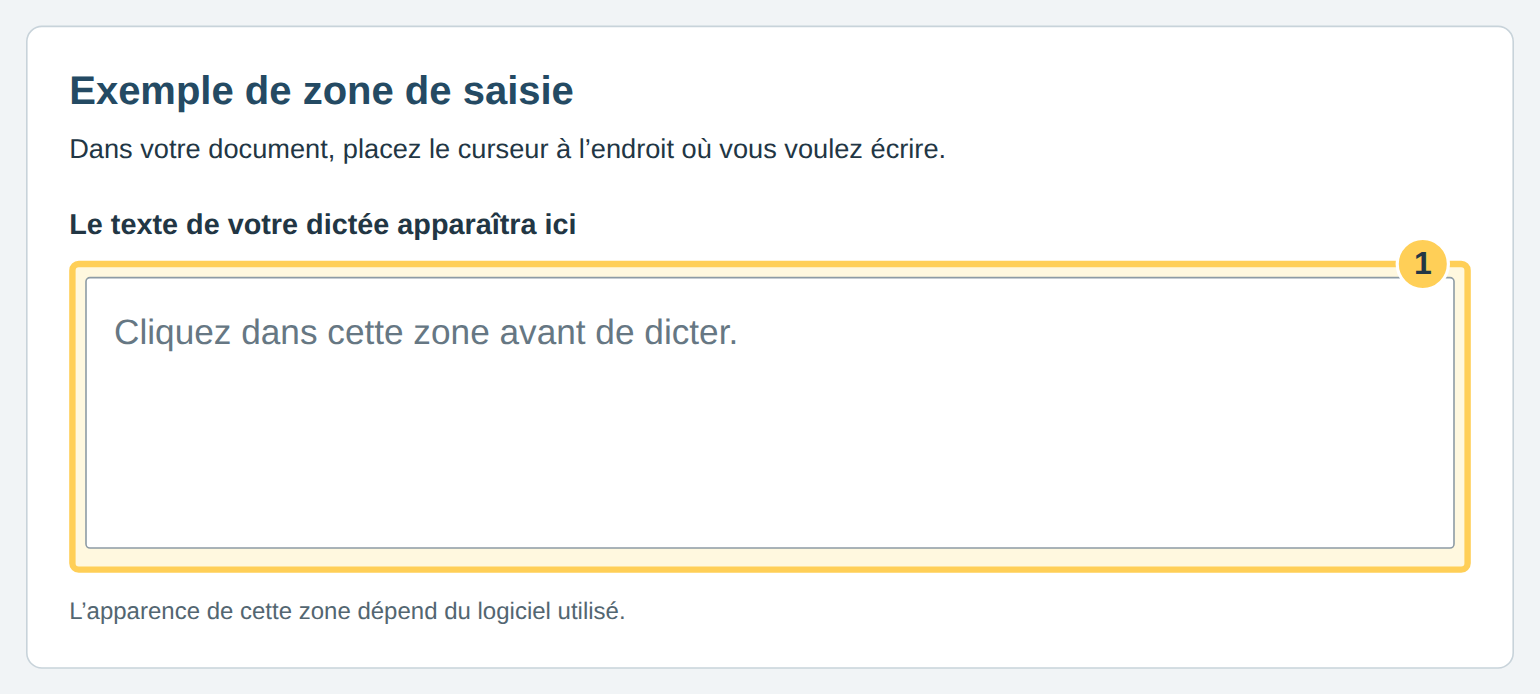 Exemple de zone de saisie
Dans votre document, placez le curseur à l’endroit où vous voulez écrire.
Le texte de votre dictée apparaîtra ici
1
Cliquez dans cette zone avant de dicter.
L’apparence de cette zone dépend du logiciel utilisé.